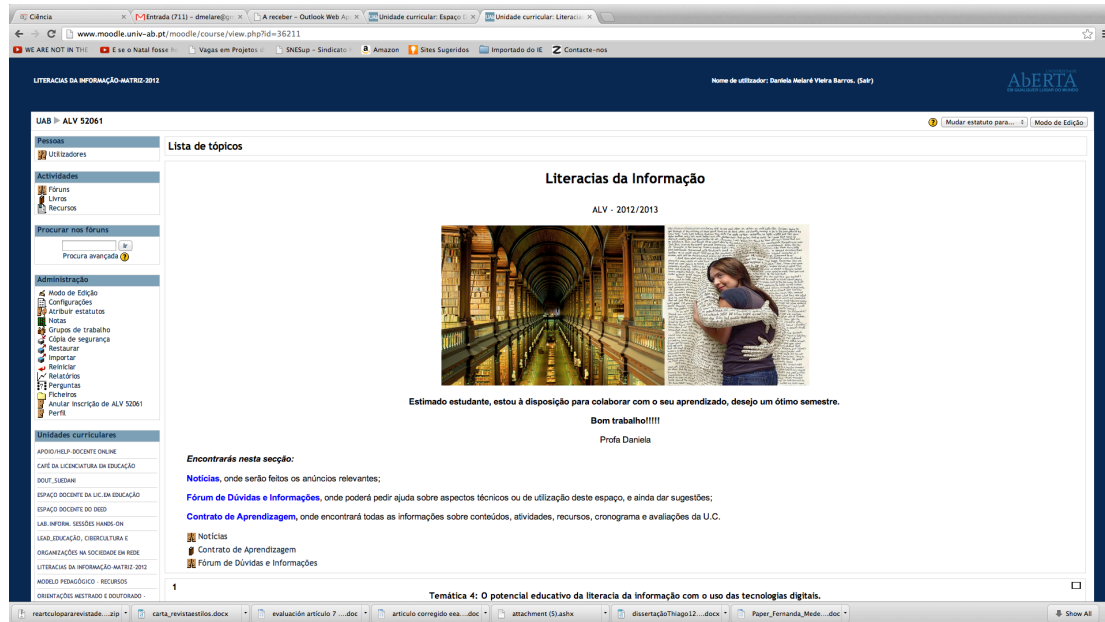 Ciência
Entrada (711) – dmelare@gm
A receber – Outlook Web Ap
Unidade curricular: Espaço D
Unidade curricular: Literacia
www.moodle.univ-ab.pt/moodle/course/view.php?id=36211
WE ARE NOT IN THE
E se o Natal fosse
Vagas em Projetos d
SNESup – Sindicato
Amazon
Sites Sugeridos
Importado do IE
Contacte-nos
LITERACIAS DA INFORMAÇÃO-MATRIZ-2012
Nome de utilizador: Daniela Melaré Vieira Barros. (Sair)
AbERTA
UAB ► ALV 52061
Mudar estatuto para...
Modo de Edição
Pessoas
Utilizadores
Actividades
Fóruns
Livros
Recursos
Procurar nos fóruns
Ir
Procura avançada
Administração
Modo de Edição
Configurações
Atribuir estatutos
Notas
Grupos de trabalho
Cópia de segurança
Restaurar
Importar
Reiniciar
Relatórios
Perguntas
Ficheiros
Anular inscrição de ALV 52061
Perfil
Unidades curriculares
APOIO/HELP-DOCENTE ONLINE
CAFÉ DA LICENCIATURA EM EDUCAÇÃO
DOUT_SUEDANI
ESPAÇO DOCENTE DA LIC.EM EDUCAÇÃO
ESPAÇO DOCENTE DO DEED
LAB.INFORM. SESSÕES HANDS-ON
LEAD_EDUCAÇÃO, CIBERCULTURA E
ORGANIZAÇÕES NA SOCIEDADE EM REDE
LITERACIAS DA INFORMAÇÃO-MATRIZ-2012
MODELO PEDAGÓGICO - RECURSOS
ORIENTAÇÕES MESTRADO E DOUTORADO -
Lista de tópicos
Literacias da Informação
ALV - 2012/2013
Estimado estudante, estou à disposição para colaborar com o seu aprendizado, desejo um ótimo semestre.
Bom trabalho!!!!!
Profa Daniela
Encontrarás nesta secção:
Notícias, onde serão feitos os anúncios relevantes;
Fórum de Dúvidas e Informações, onde poderá pedir ajuda sobre aspectos técnicos ou de utilização deste espaço, e ainda dar sugestões;
Contrato de Aprendizagem, onde encontrará todas as informações sobre conteúdos, atividades, recursos, cronograma e avaliações da U.C.
Notícias
Contrato de Aprendizagem
Fórum de Dúvidas e Informações
1
Temática 4: O potencial educativo da literacia da informação com o uso das tecnologias digitais.
reartculopararevistade....zip
carta_revistaestilos.docx
evaluación artículo 7 ....doc
articulo corregido eea....doc
attachment (5).ashx
dissertaçãoThiago12....docx
Paper_Fernanda_Mede....doc
Show All